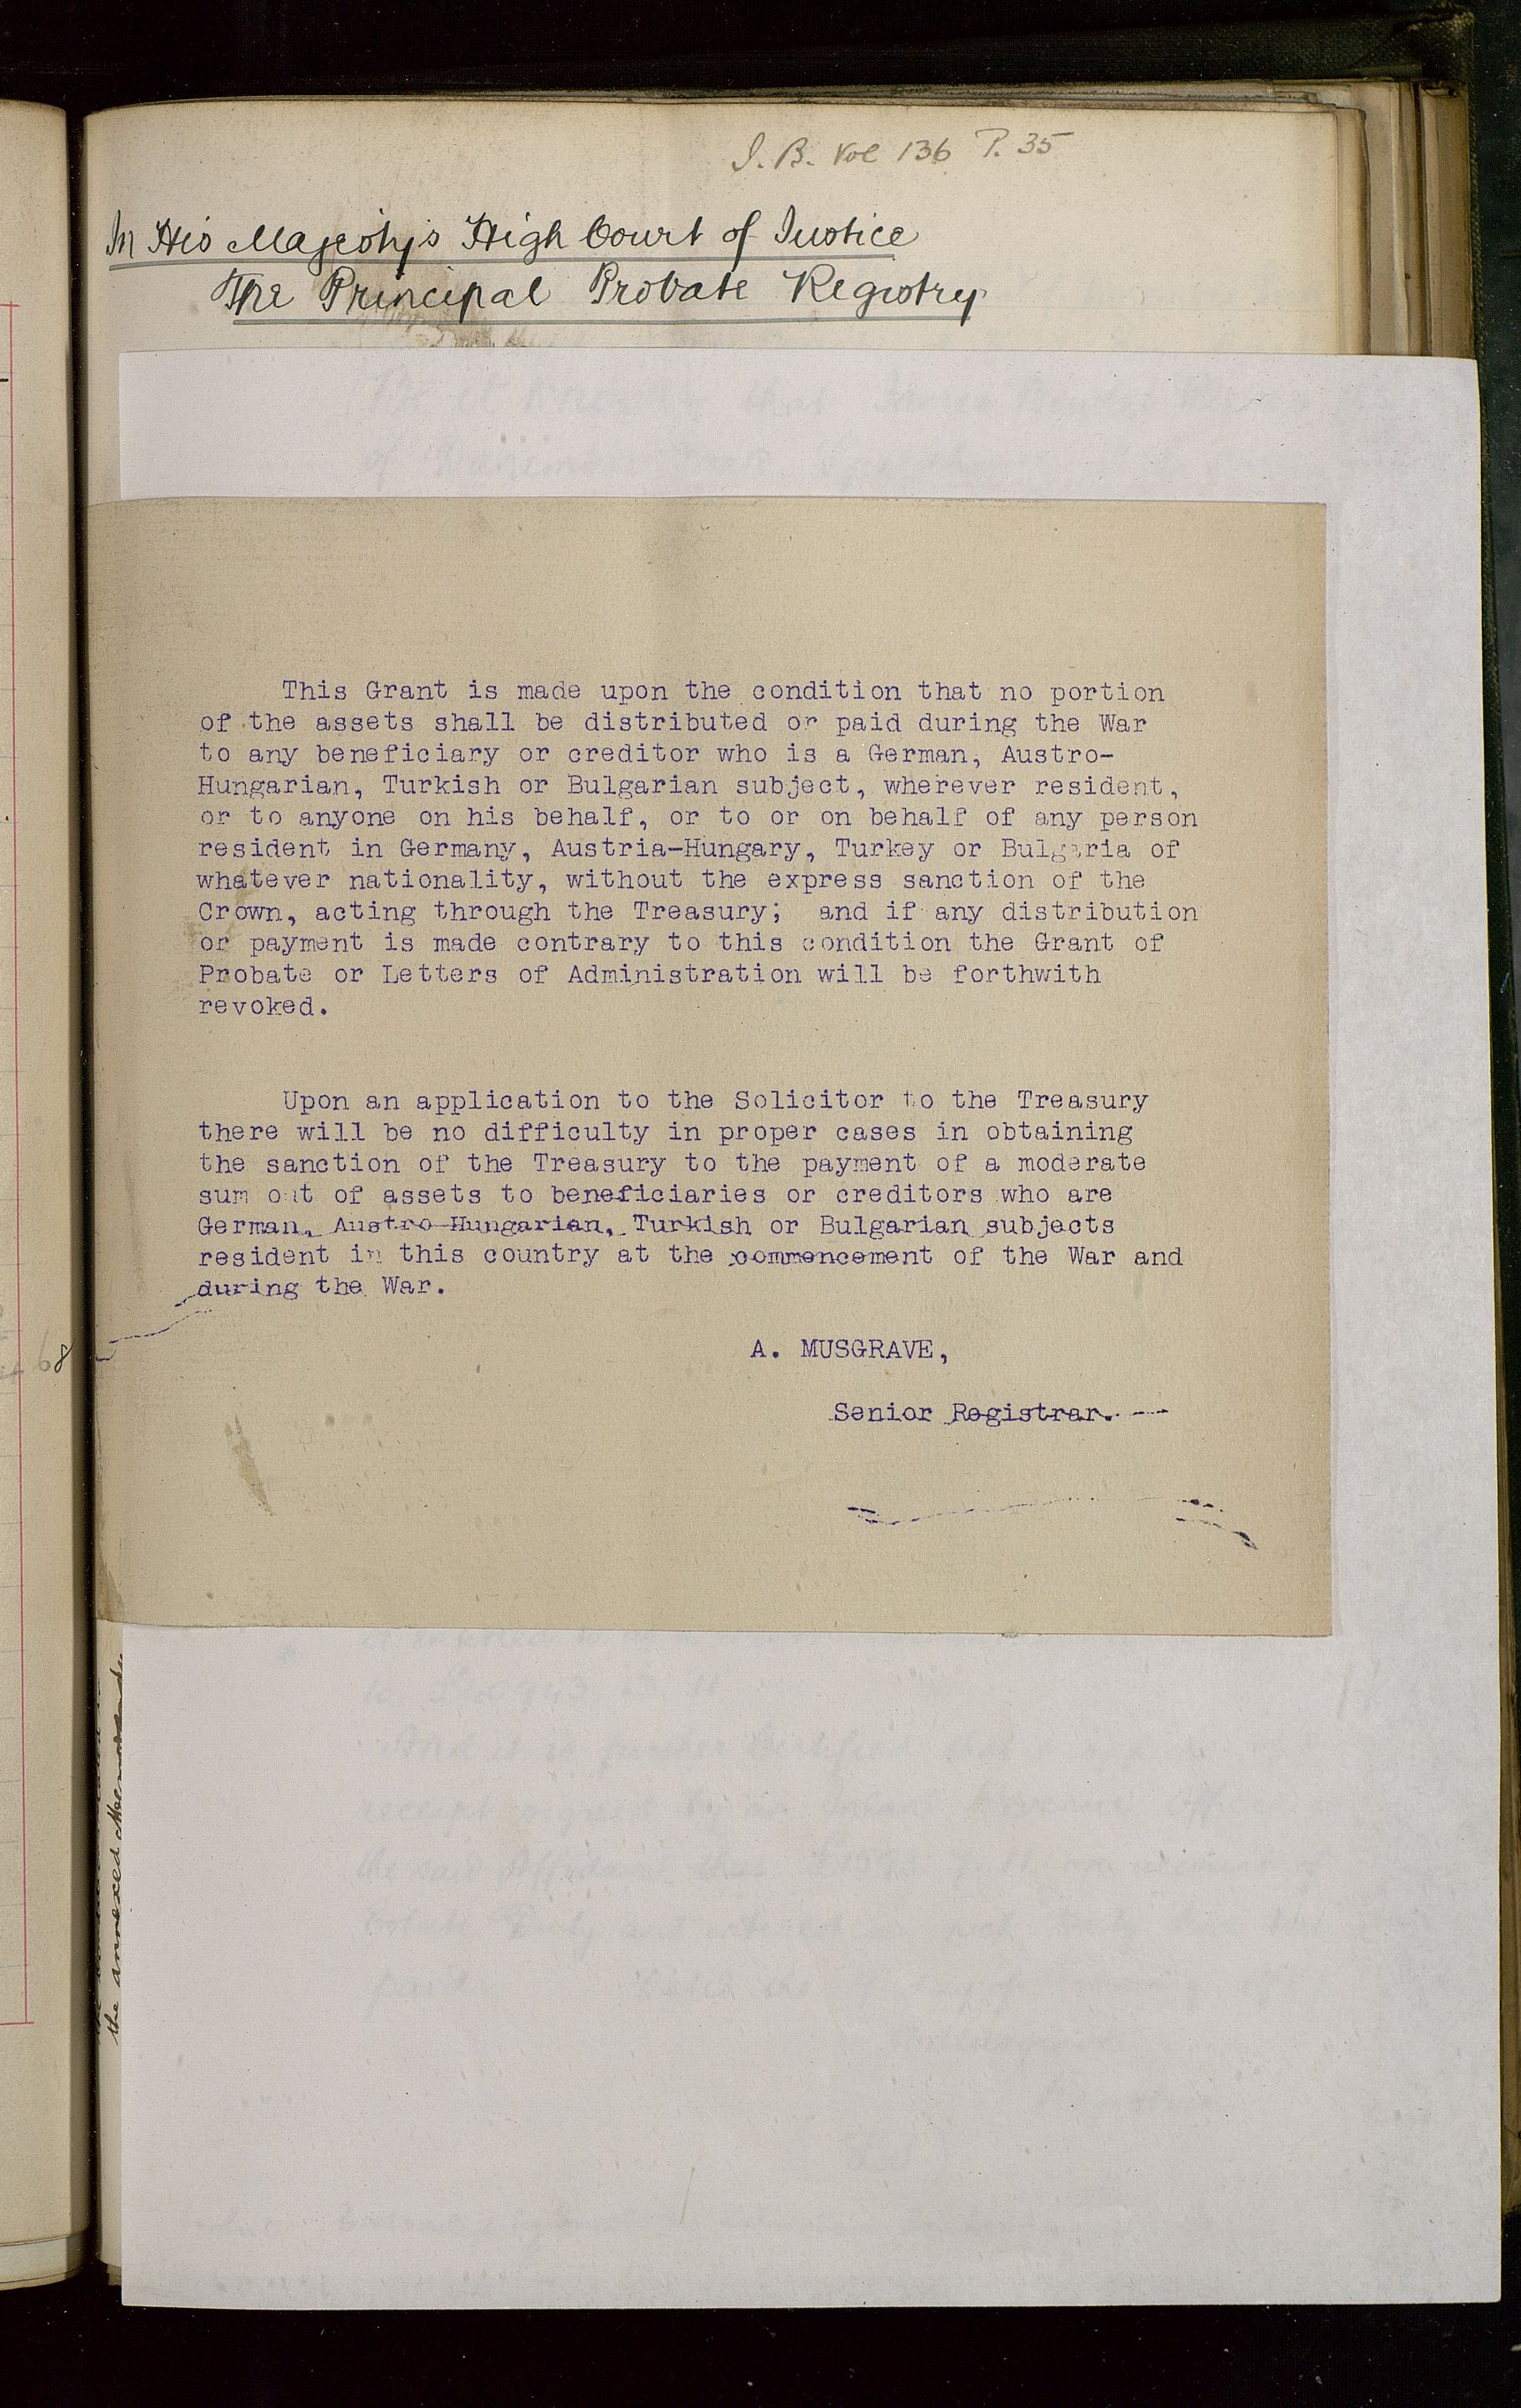 I. B. Vol 136 P. 35
In His Majesty's High Court of Justice
The Principal Probate Registry
This Grant is made upon the condition that no portion
of the assets shall be distributed or paid during the War
to any beneficiary or creditor who is a German, Austro-
Hungarian, Turkish or Bulgarian subject, wherever resident,
or to anyone on his behalf, or to or on behalf of any person
resident in Germany, Austria-Hungary, Turkey or Bulgaria of
whatever nationality, without the express sanction of the
Crown, acting through the Treasury; and if any distribution
or payment is made contrary to this condition the Grant of
Probate or Letters of Administration will be forthwith
revoked.
Upon an application to the Solicitor to the Treasury
there will be no difficulty in proper cases in obtaining
the sanction of the Treasury to the payment of a moderate
sum out of assets to beneficiaries or creditors who are
German, Austro-Hungarian, Turkish or Bulgarian subjects
resident in this country at the commencement of the War and
during the War.
A. MUSGRAVE,
Senior Registrar.
68
the annexed